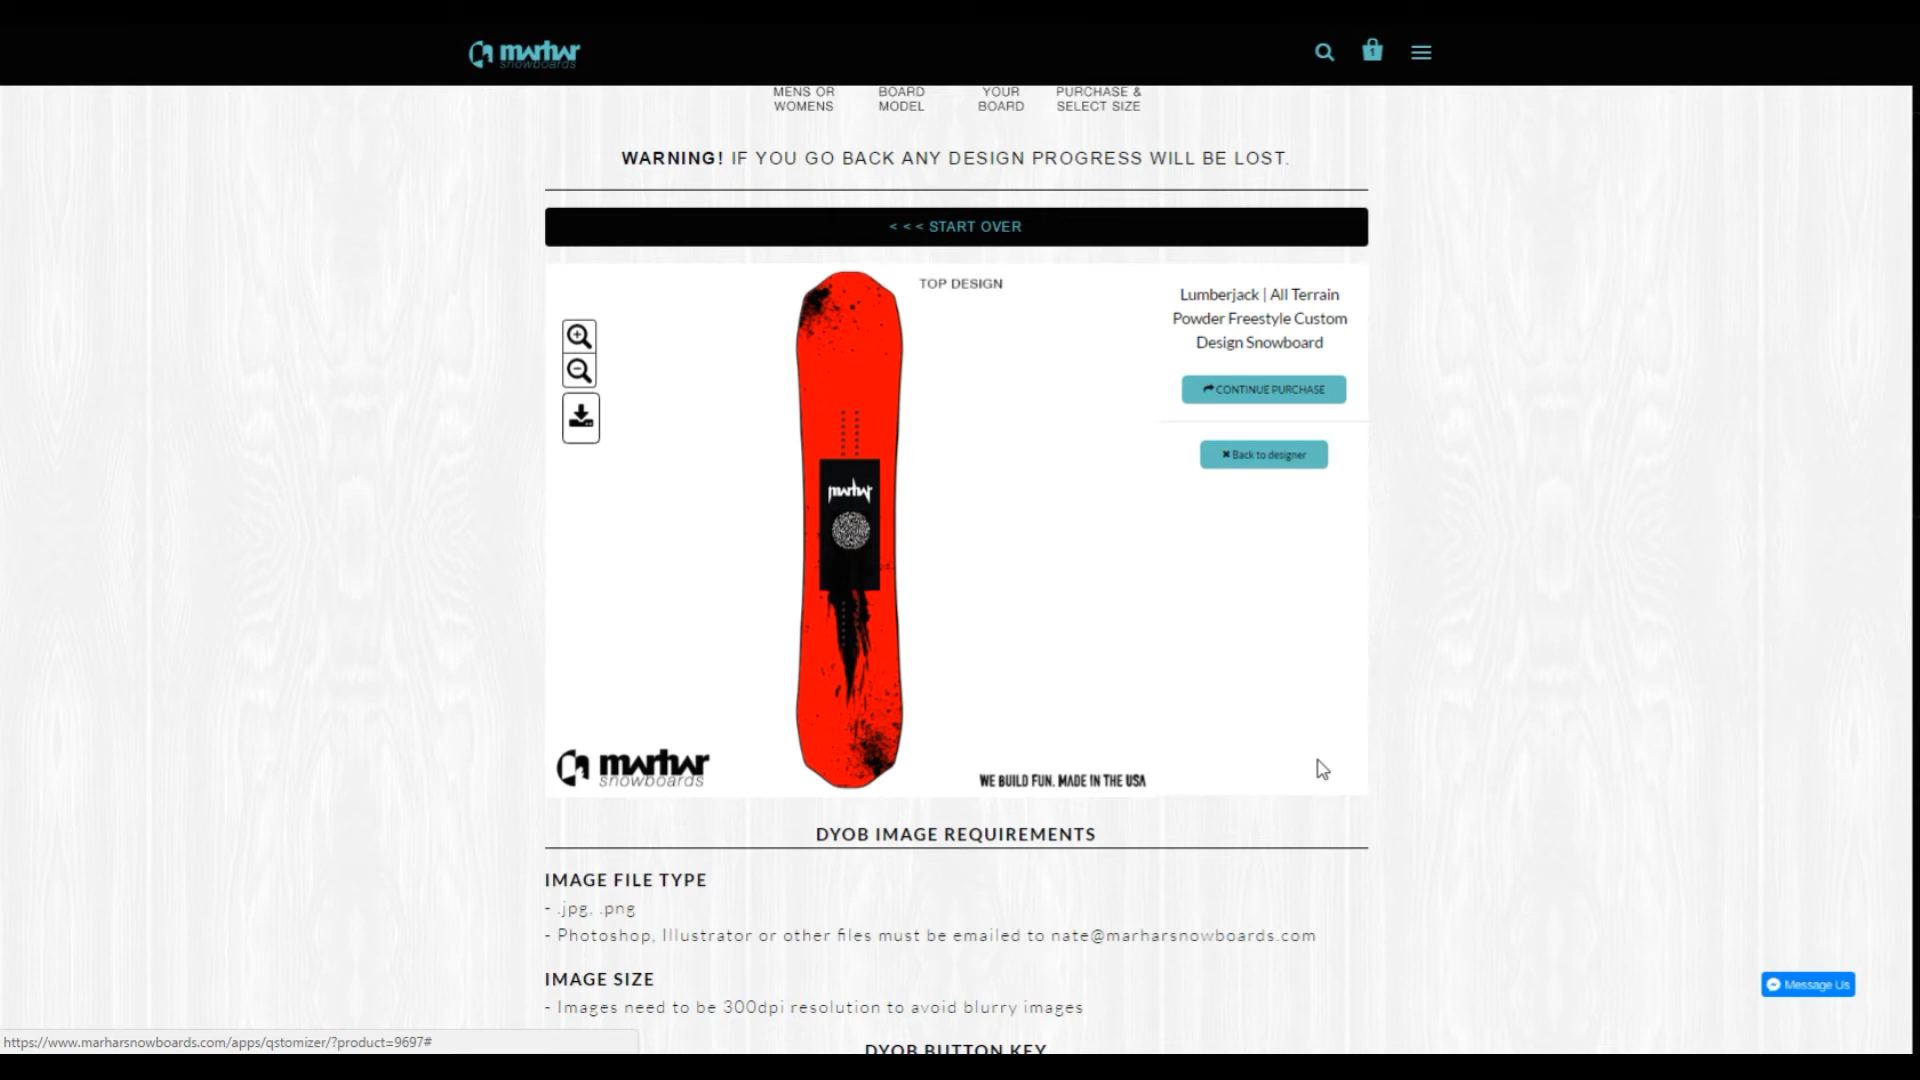 marhar
snowboards
1
MENS OR
WOMENS
BOARD
MODEL
YOUR
BOARD
PURCHASE &
SELECT SIZE
WARNING! IF YOU GO BACK ANY DESIGN PROGRESS WILL BE LOST.
< < < START OVER
TOP DESIGN
Lumberjack | All Terrain
Powder Freestyle Custom
Design Snowboard
CONTINUE PURCHASE
Back to designer
marhar
marhar
snowboards
WE BUILD FUN. MADE IN THE USA
DYOB IMAGE REQUIREMENTS
IMAGE FILE TYPE
- .jpg, .png
- Photoshop, Illustrator or other files must be emailed to nate@marharsnowboards.com
IMAGE SIZE
- Images need to be 300dpi resolution to avoid blurry images
Message Us
https://www.marharsnowboards.com/apps/qstomizer/?product=9697#
DYOB BUTTON KEY